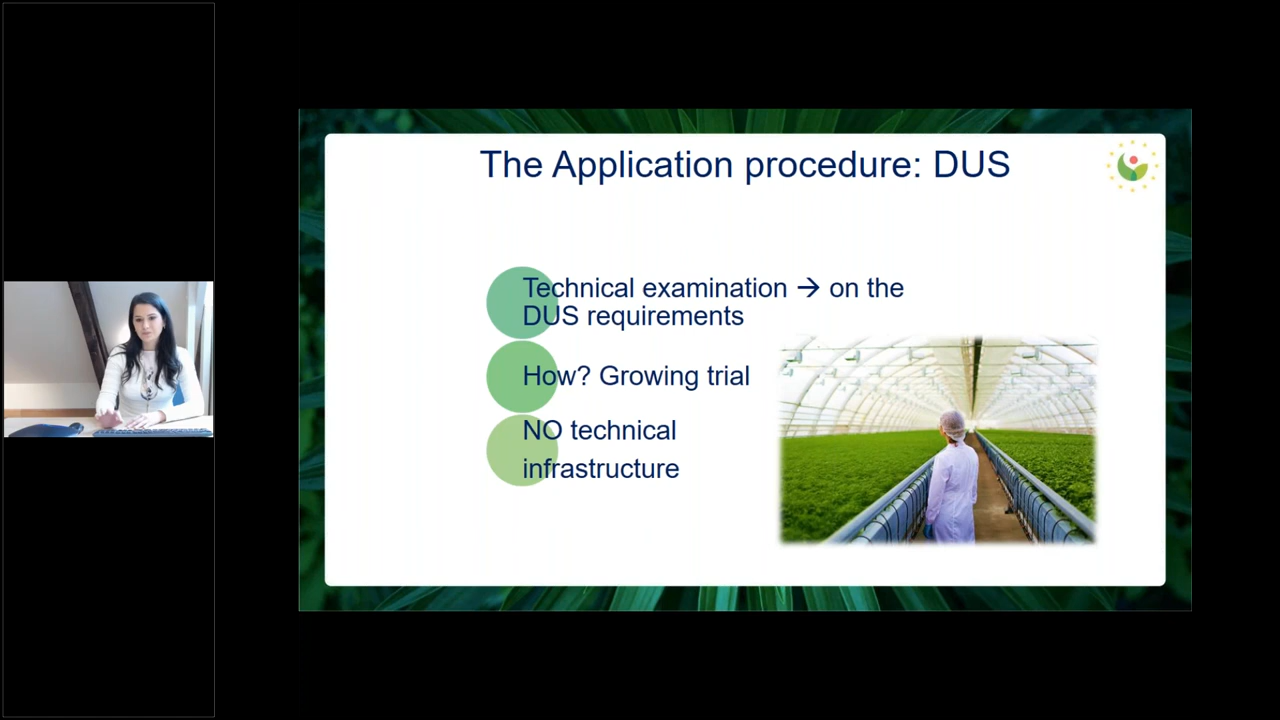 The Application procedure: DUS
Technical examination → on the
DUS requirements
How? Growing trial
NO technical
infrastructure